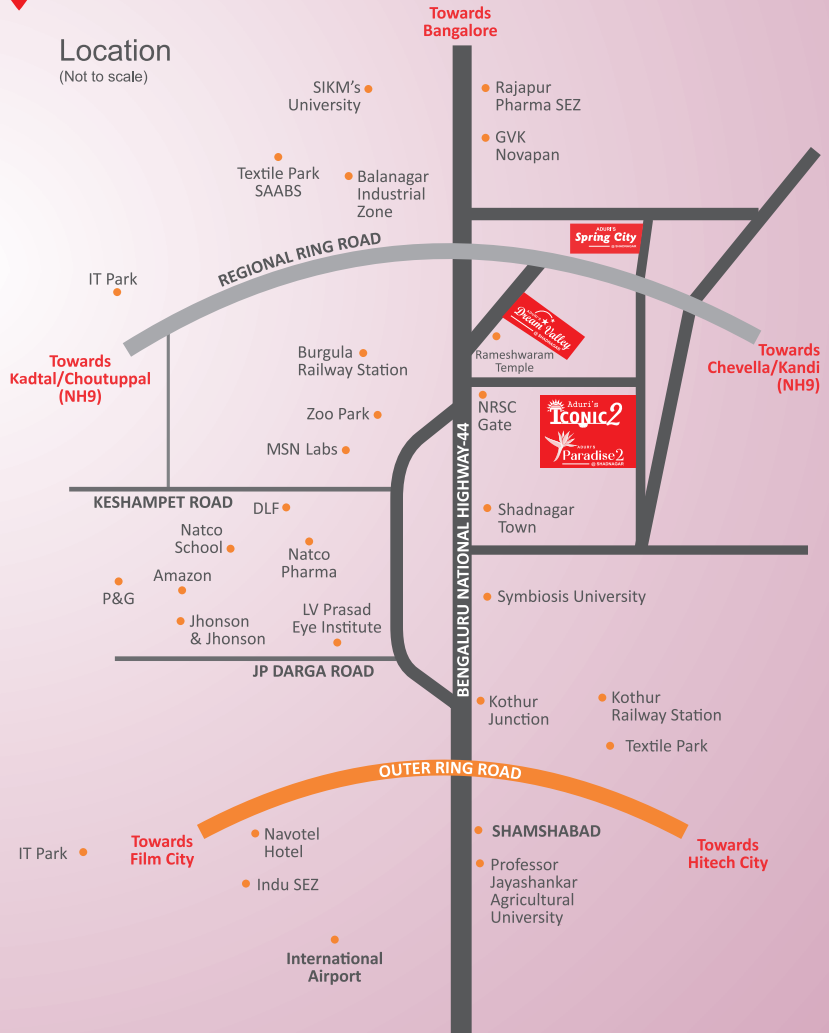 Towards
Bangalore
Location
(Not to scale)
SIKM's
University
Rajapur
Pharma SEZ
GVK
Novapan
Textile Park
SAABS
Balanagar
Industrial
Zone
ADURI'S
Spring City
@ SHADNAGAR
REGIONAL RING ROAD
IT Park
ADURI'S
Dream Valley
@ SHADNAGAR
Rameshwaram
Temple
Towards
Kadtal/Choutuppal
(NH9)
Burgula
Railway Station
Towards
Chevella/Kandi
(NH9)
Zoo Park
NRSC
Gate
Aduri's
ICONIC2
ADURI'S
Paradise2
@ SHADNAGAR
MSN Labs
BENGALURU NATIONAL HIGHWAY-44
KESHAMPET ROAD
DLF
Shadnagar
Town
Natco
School
Natco
Pharma
Amazon
P&G
Symbiosis University
Jhonson
& Jhonson
LV Prasad
Eye Institute
JP DARGA ROAD
Kothur
Junction
Kothur
Railway Station
Textile Park
OUTER RING ROAD
IT Park
Towards
Film City
Navotel
Hotel
SHAMSHABAD
Towards
Hitech City
Indu SEZ
Professor
Jayashankar
Agricultural
University
International
Airport